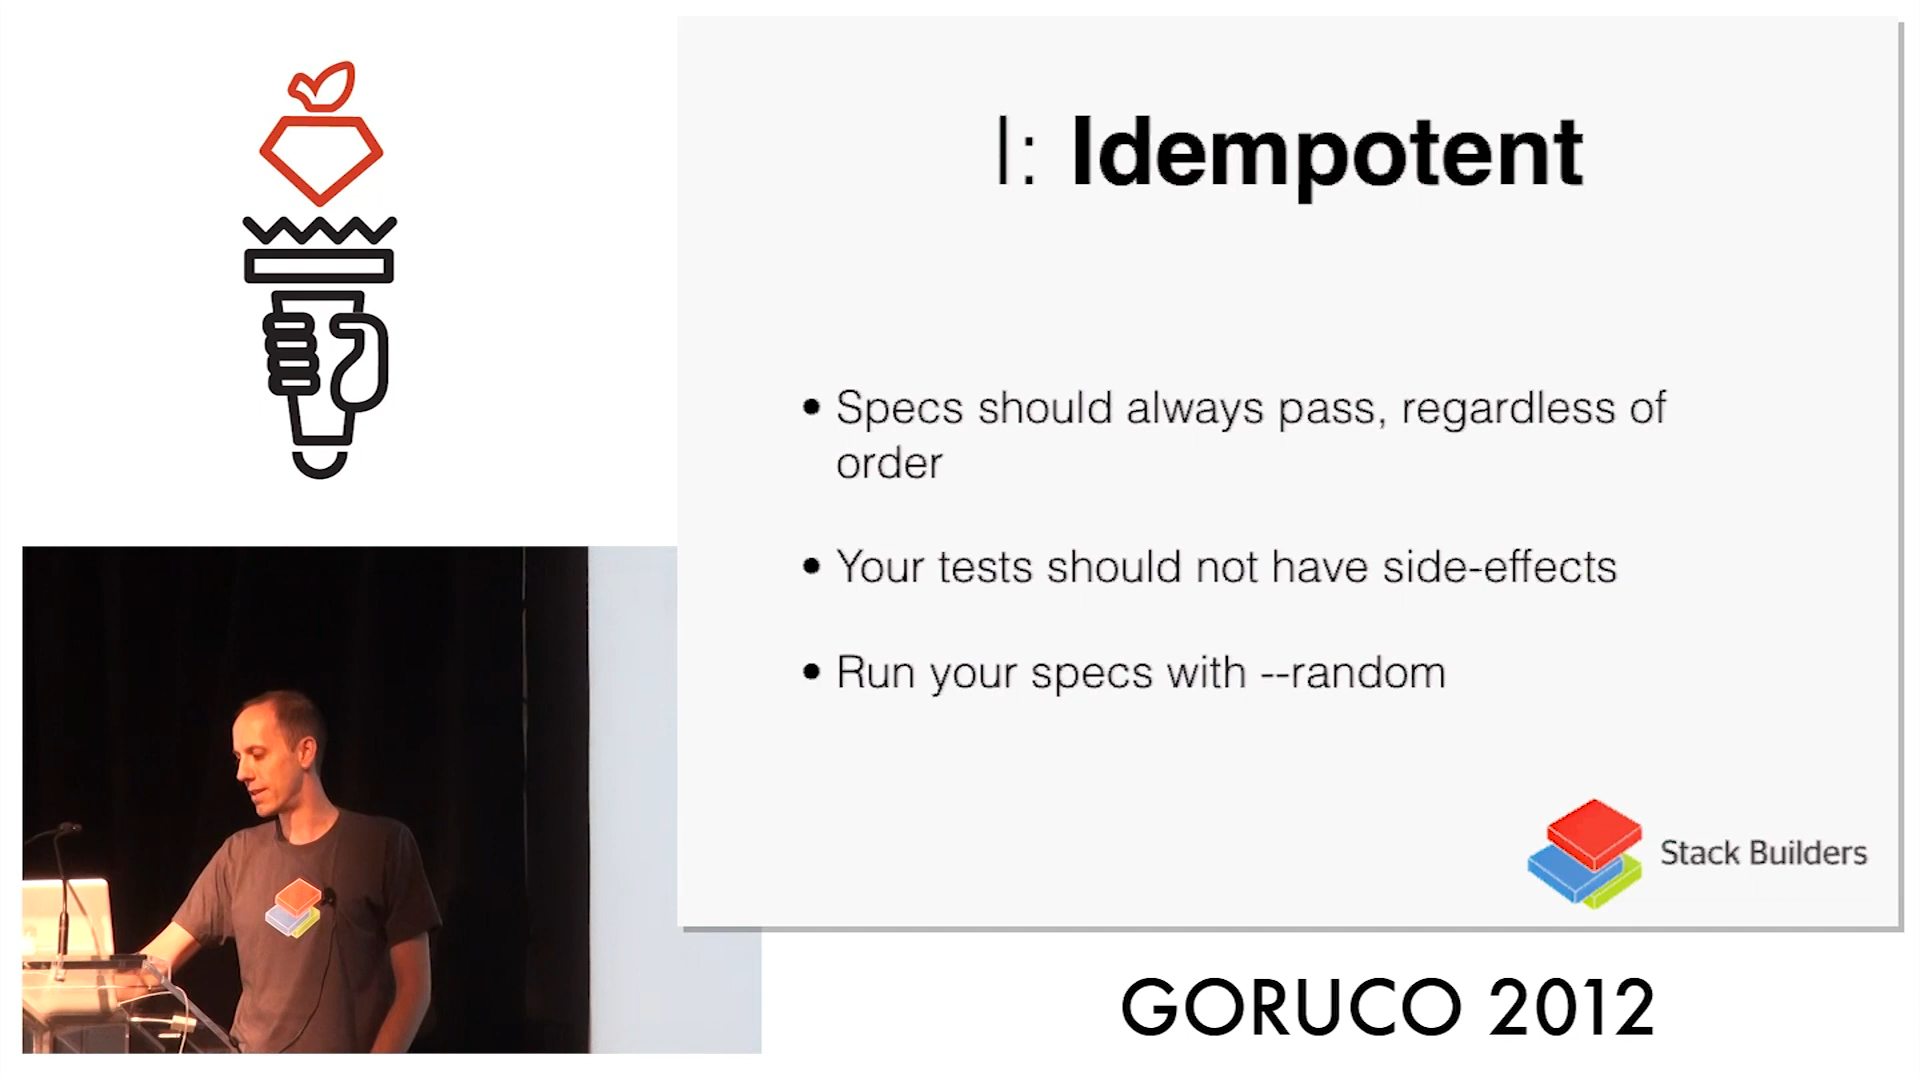 I: Idempotent
• Specs should always pass, regardless of
order
• Your tests should not have side-effects
• Run your specs with --random
Stack Builders
GORUCO 2012